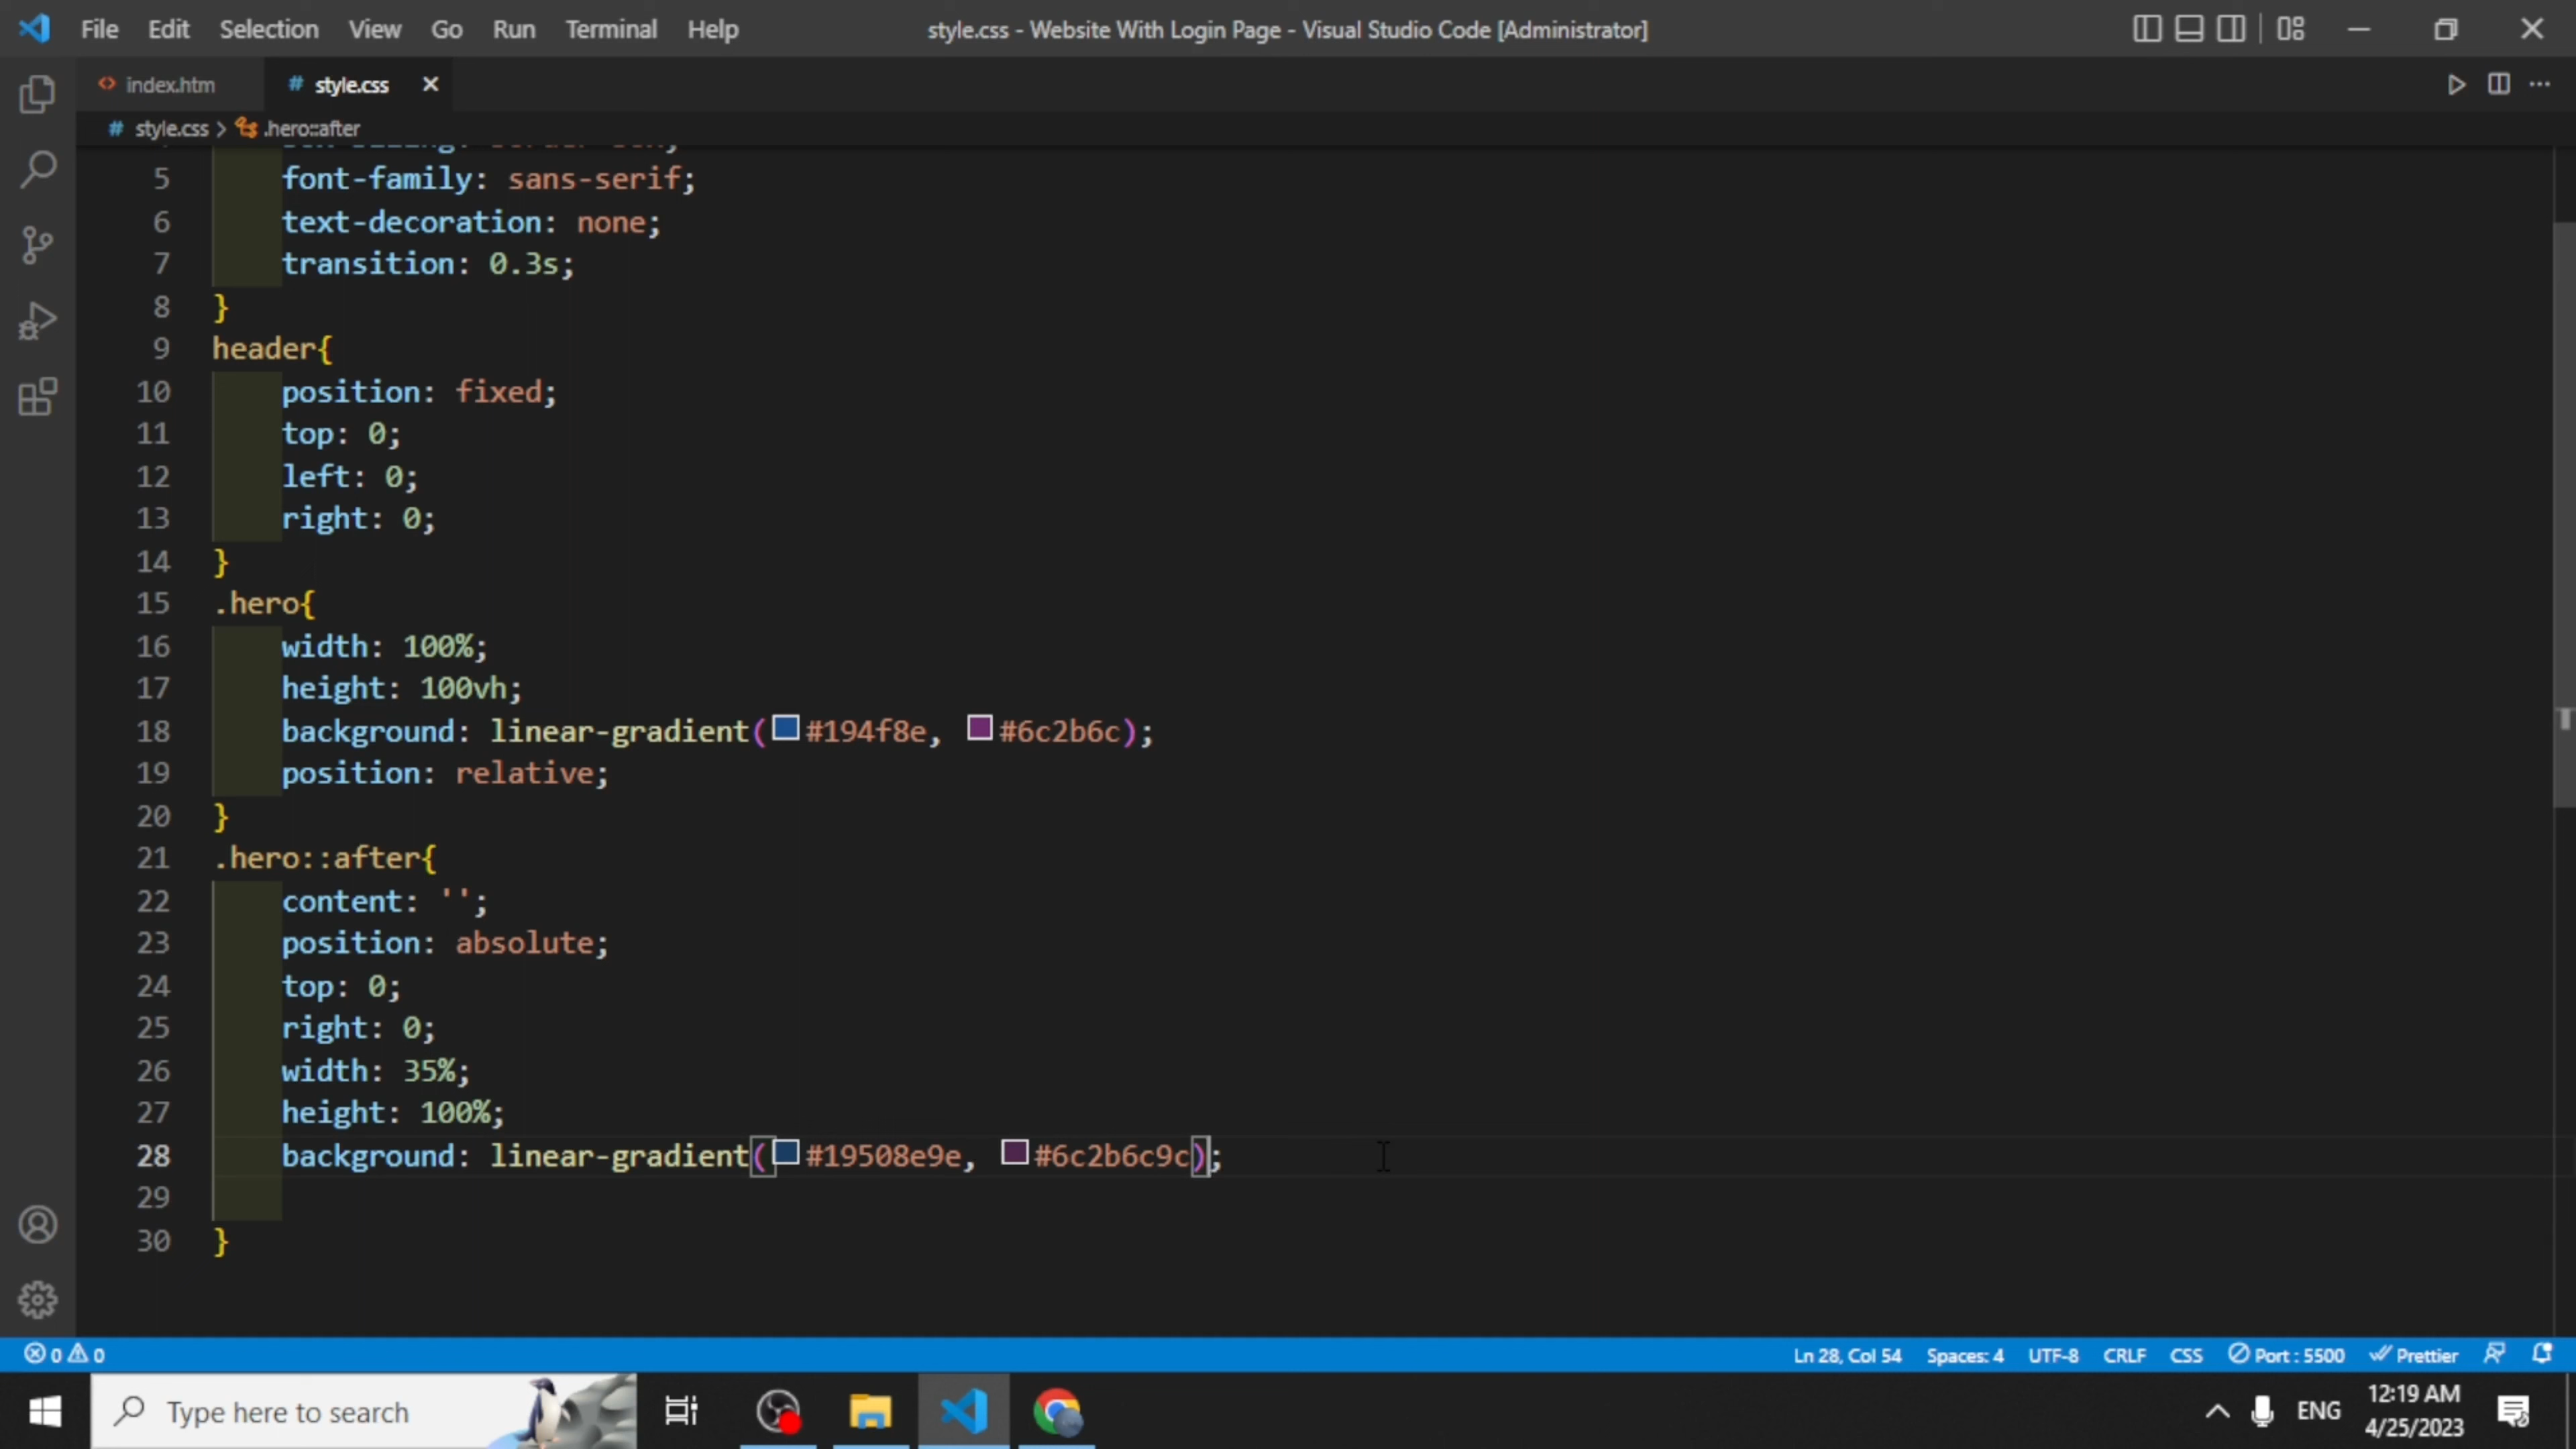 File Edit Selection View Go Run Terminal Help style.css - Website With Login Page - Visual Studio Code [Administrator]
<> index.htm # style.css ×
# style.css > .hero::after
5 font-family: sans-serif;
6 text-decoration: none;
7 transition: 0.3s;
8 }
9 header{
10 position: fixed;
11 top: 0;
12 left: 0;
13 right: 0;
14 }
15 .hero{
16 width: 100%;
17 height: 100vh;
18 background: linear-gradient(#194f8e, #6c2b6c);
19 position: relative;
20 }
21 .hero::after{
22 content: '';
23 position: absolute;
24 top: 0;
25 right: 0;
26 width: 35%;
27 height: 100%;
28 background: linear-gradient(#19508e9e, #6c2b6c9c);
29
30 }
0 0 Ln 28, Col 54 Spaces: 4 UTF-8 CRLF CSS Port : 5500 Prettier
Type here to search ENG 12:19 AM
4/25/2023